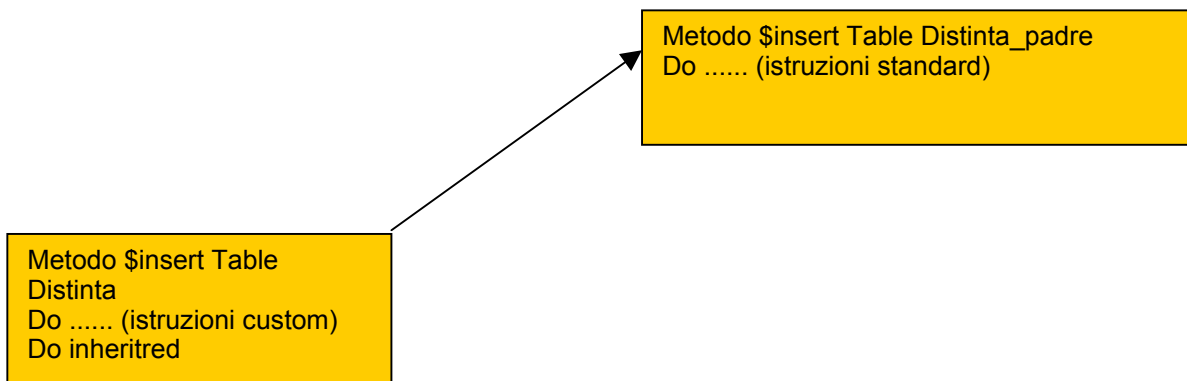 Metodo $insert Table Distinta_padre
Do ...... (istruzioni standard)
Metodo $insert Table
Distinta
Do ...... (istruzioni custom)
Do inheritred